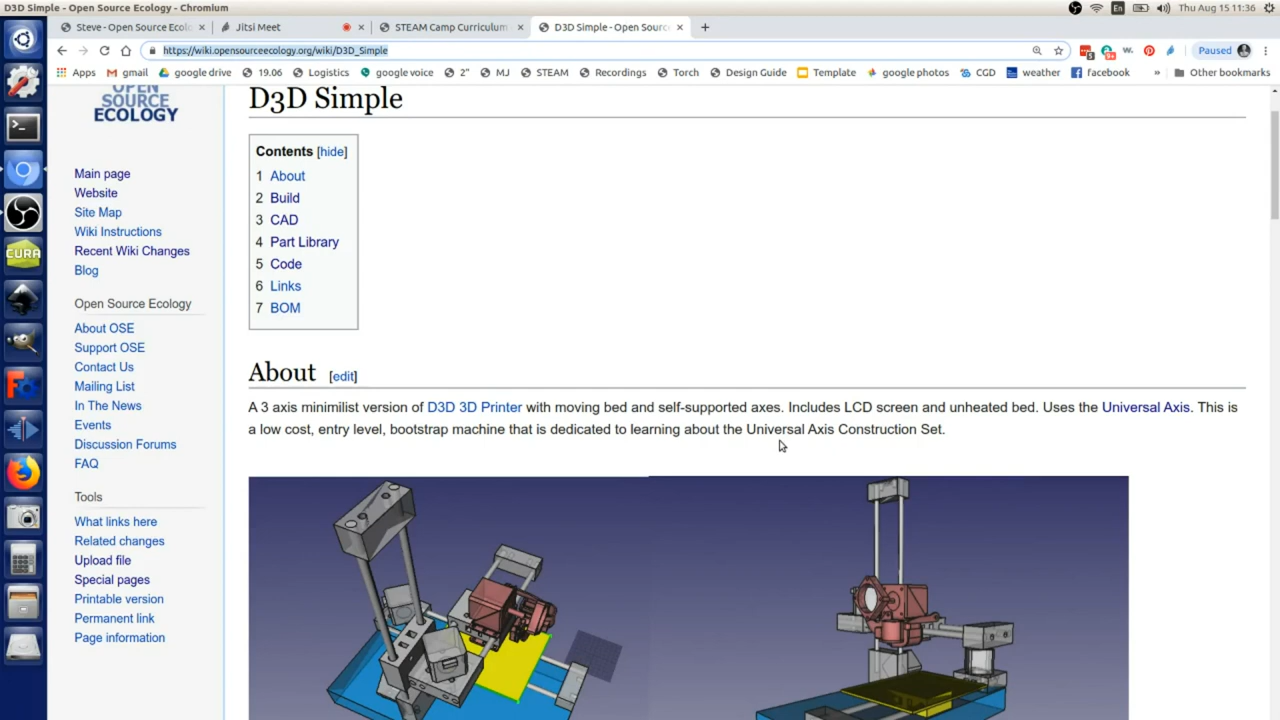 D3D Simple - Open Source Ecology - Chromium
En
Thu Aug 15 11:36
Steve - Open Source Ecolo
Jitsi Meet
STEAM Camp Curriculum
D3D Simple - Open Sourc
https://wiki.opensourceecology.org/wiki/D3D_Simple
5
9+
W.
Paused
Apps
gmail
google drive
19.06
Logistics
google voice
2"
MJ
STEAM
Recordings
Torch
Design Guide
Template
google photos
CGD
weather
facebook
»
Other bookmarks
OPEN
SOURCE
ECOLOGY
Main page
Website
Site Map
Wiki Instructions
Recent Wiki Changes
Blog
Open Source Ecology
About OSE
Support OSE
Contact Us
Mailing List
In The News
Events
Discussion Forums
FAQ
Tools
What links here
Related changes
Upload file
Special pages
Printable version
Permanent link
Page information
CURA
D3D Simple
Contents [hide]
1 About
2 Build
3 CAD
4 Part Library
5 Code
6 Links
7 BOM
About [edit]
A 3 axis minimilist version of D3D 3D Printer with moving bed and self-supported axes. Includes LCD screen and unheated bed. Uses the Universal Axis. This is
a low cost, entry level, bootstrap machine that is dedicated to learning about the Universal Axis Construction Set.